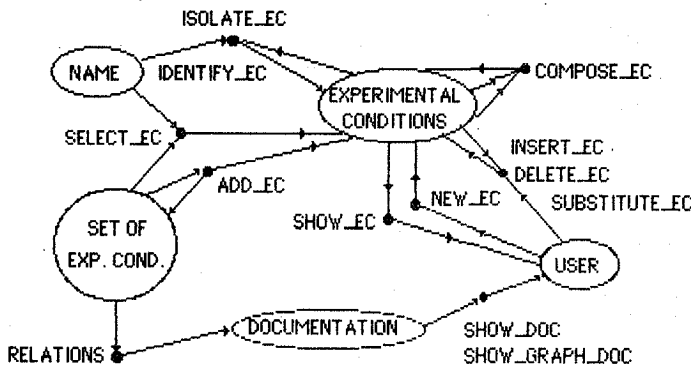 ISOLATE_EC
NAME
IDENTIFY_EC
COMPOSE_EC
EXPERIMENTAL
CONDITIONS
SELECT_EC
INSERT_EC
DELETE_EC
SUBSTITUTE_EC
ADD_EC
NEW_EC
SHOW_EC
SET OF
EXP. COND.
USER
DOCUMENTATION
SHOW_DOC
SHOW_GRAPH_DOC
RELATIONS